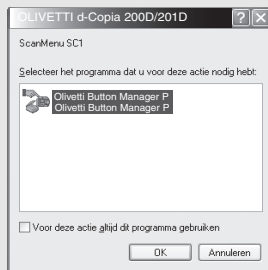 OLIVETTI d-Copia 200D/201D
ScanMenu SC1
Selecteer het programma dat u voor deze actie nodig hebt:
Olivetti Button Manager P
Olivetti Button Manager P
Voor deze actie altijd dit programma gebruiken
OK
Annuleren